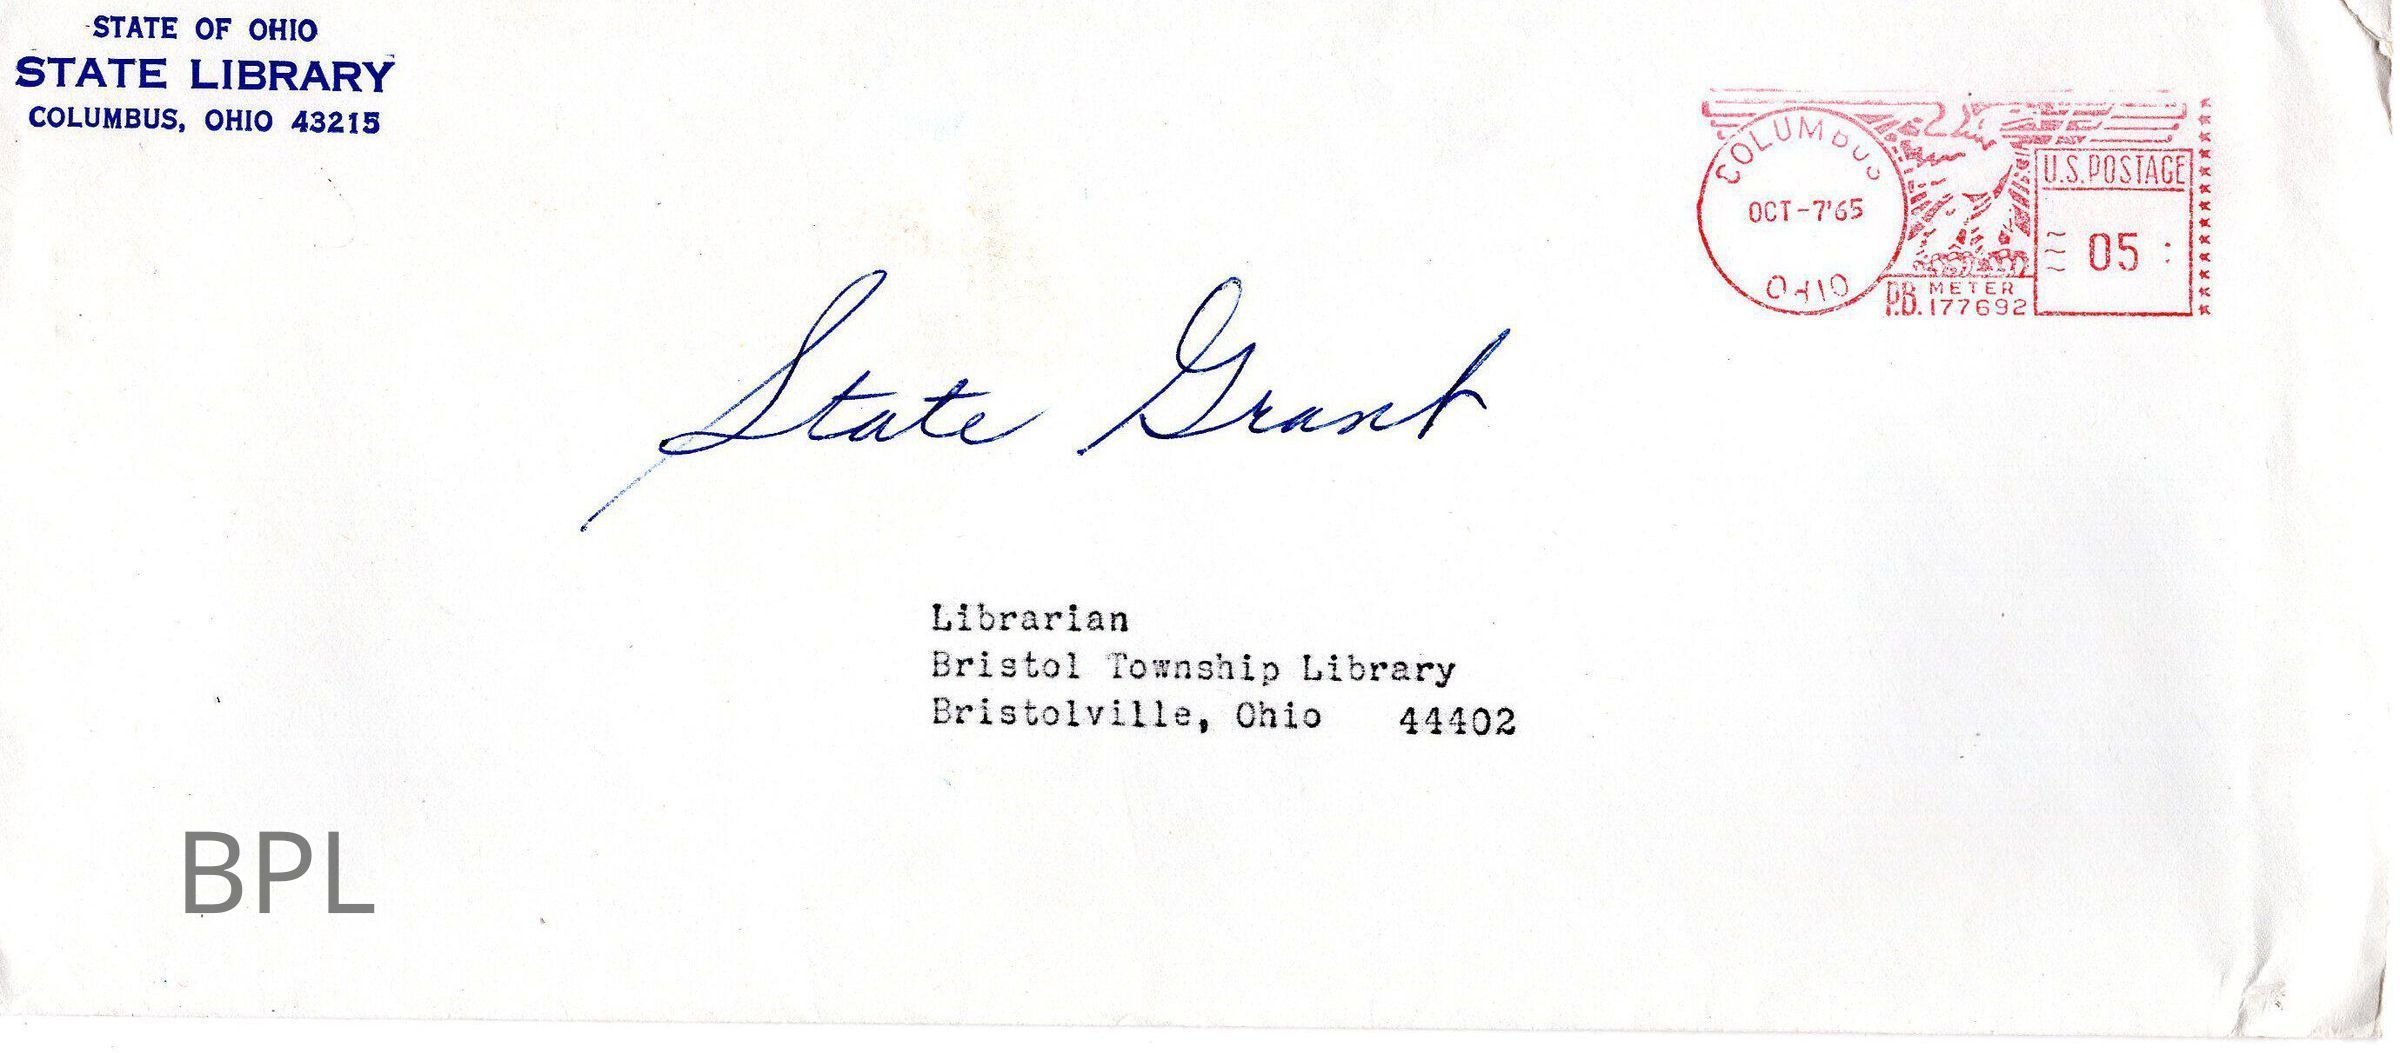 STATE OF OHIO
STATE LIBRARY
COLUMBUS, OHIO 43215
COLUMBUS
OCT-7'65
OHIO
P.B. METER
177692
U.S. POSTAGE
05
State Grant
Librarian
Bristol Township Library
Bristolville, Ohio 44402
BPL